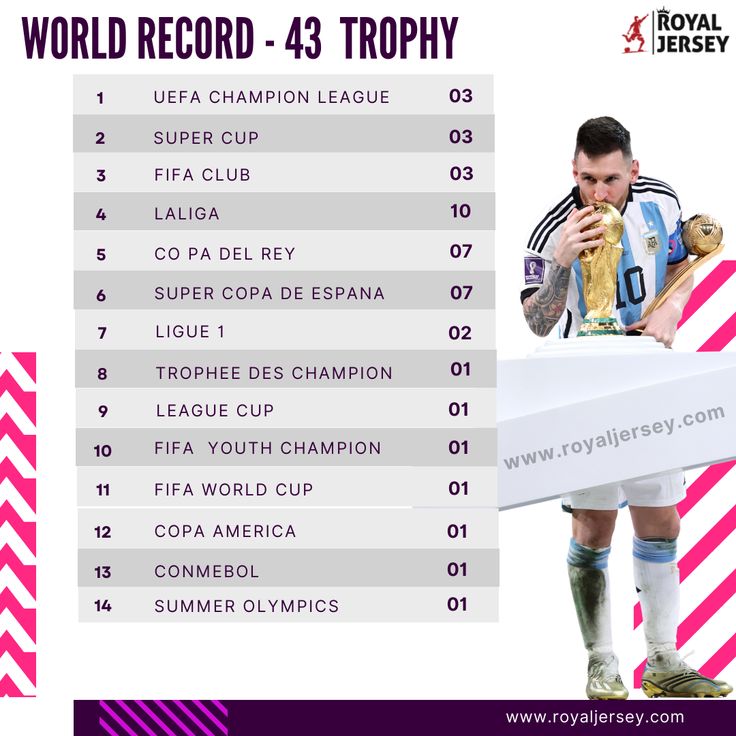 WORLD RECORD - 43 TROPHY
ROYAL
JERSEY
1 UEFA CHAMPION LEAGUE 03
2 SUPER CUP 03
3 FIFA CLUB 03
4 LALIGA 10
5 CO PA DEL REY 07
6 SUPER COPA DE ESPANA 07
7 LIGUE 1 02
8 TROPHEE DES CHAMPION 01
9 LEAGUE CUP 01
10 FIFA YOUTH CHAMPION 01
11 FIFA WORLD CUP 01
12 COPA AMERICA 01
13 CONMEBOL 01
14 SUMMER OLYMPICS 01
10
www.royaljersey.com
www.royaljersey.com